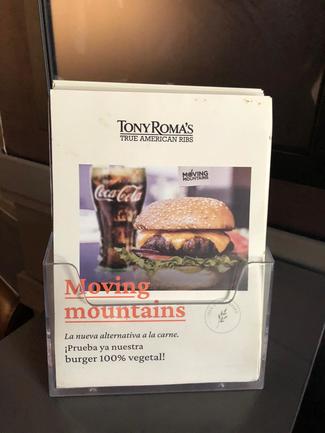 TONY ROMA'S
TRUE AMERICAN RIBS
MOVING
MOUNTAINS
Coca-Cola
Moving
mountains
La nueva alternativa a la carne.
¡Prueba ya nuestra
burger 100% vegetal!